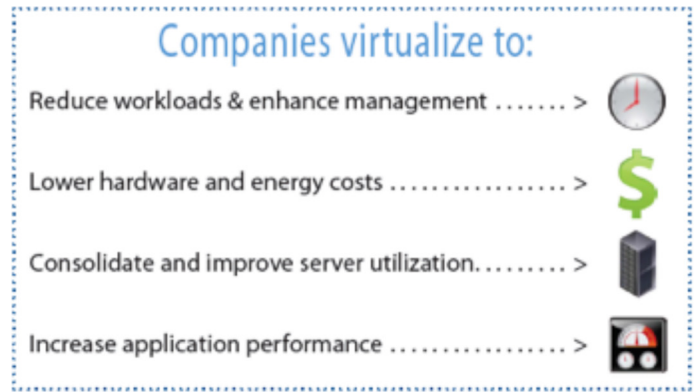 Companies virtualize to:
Reduce workloads & enhance management ....... >
Lower hardware and energy costs ................. >
Consolidate and improve server utilization......... >
Increase application performance .................. >